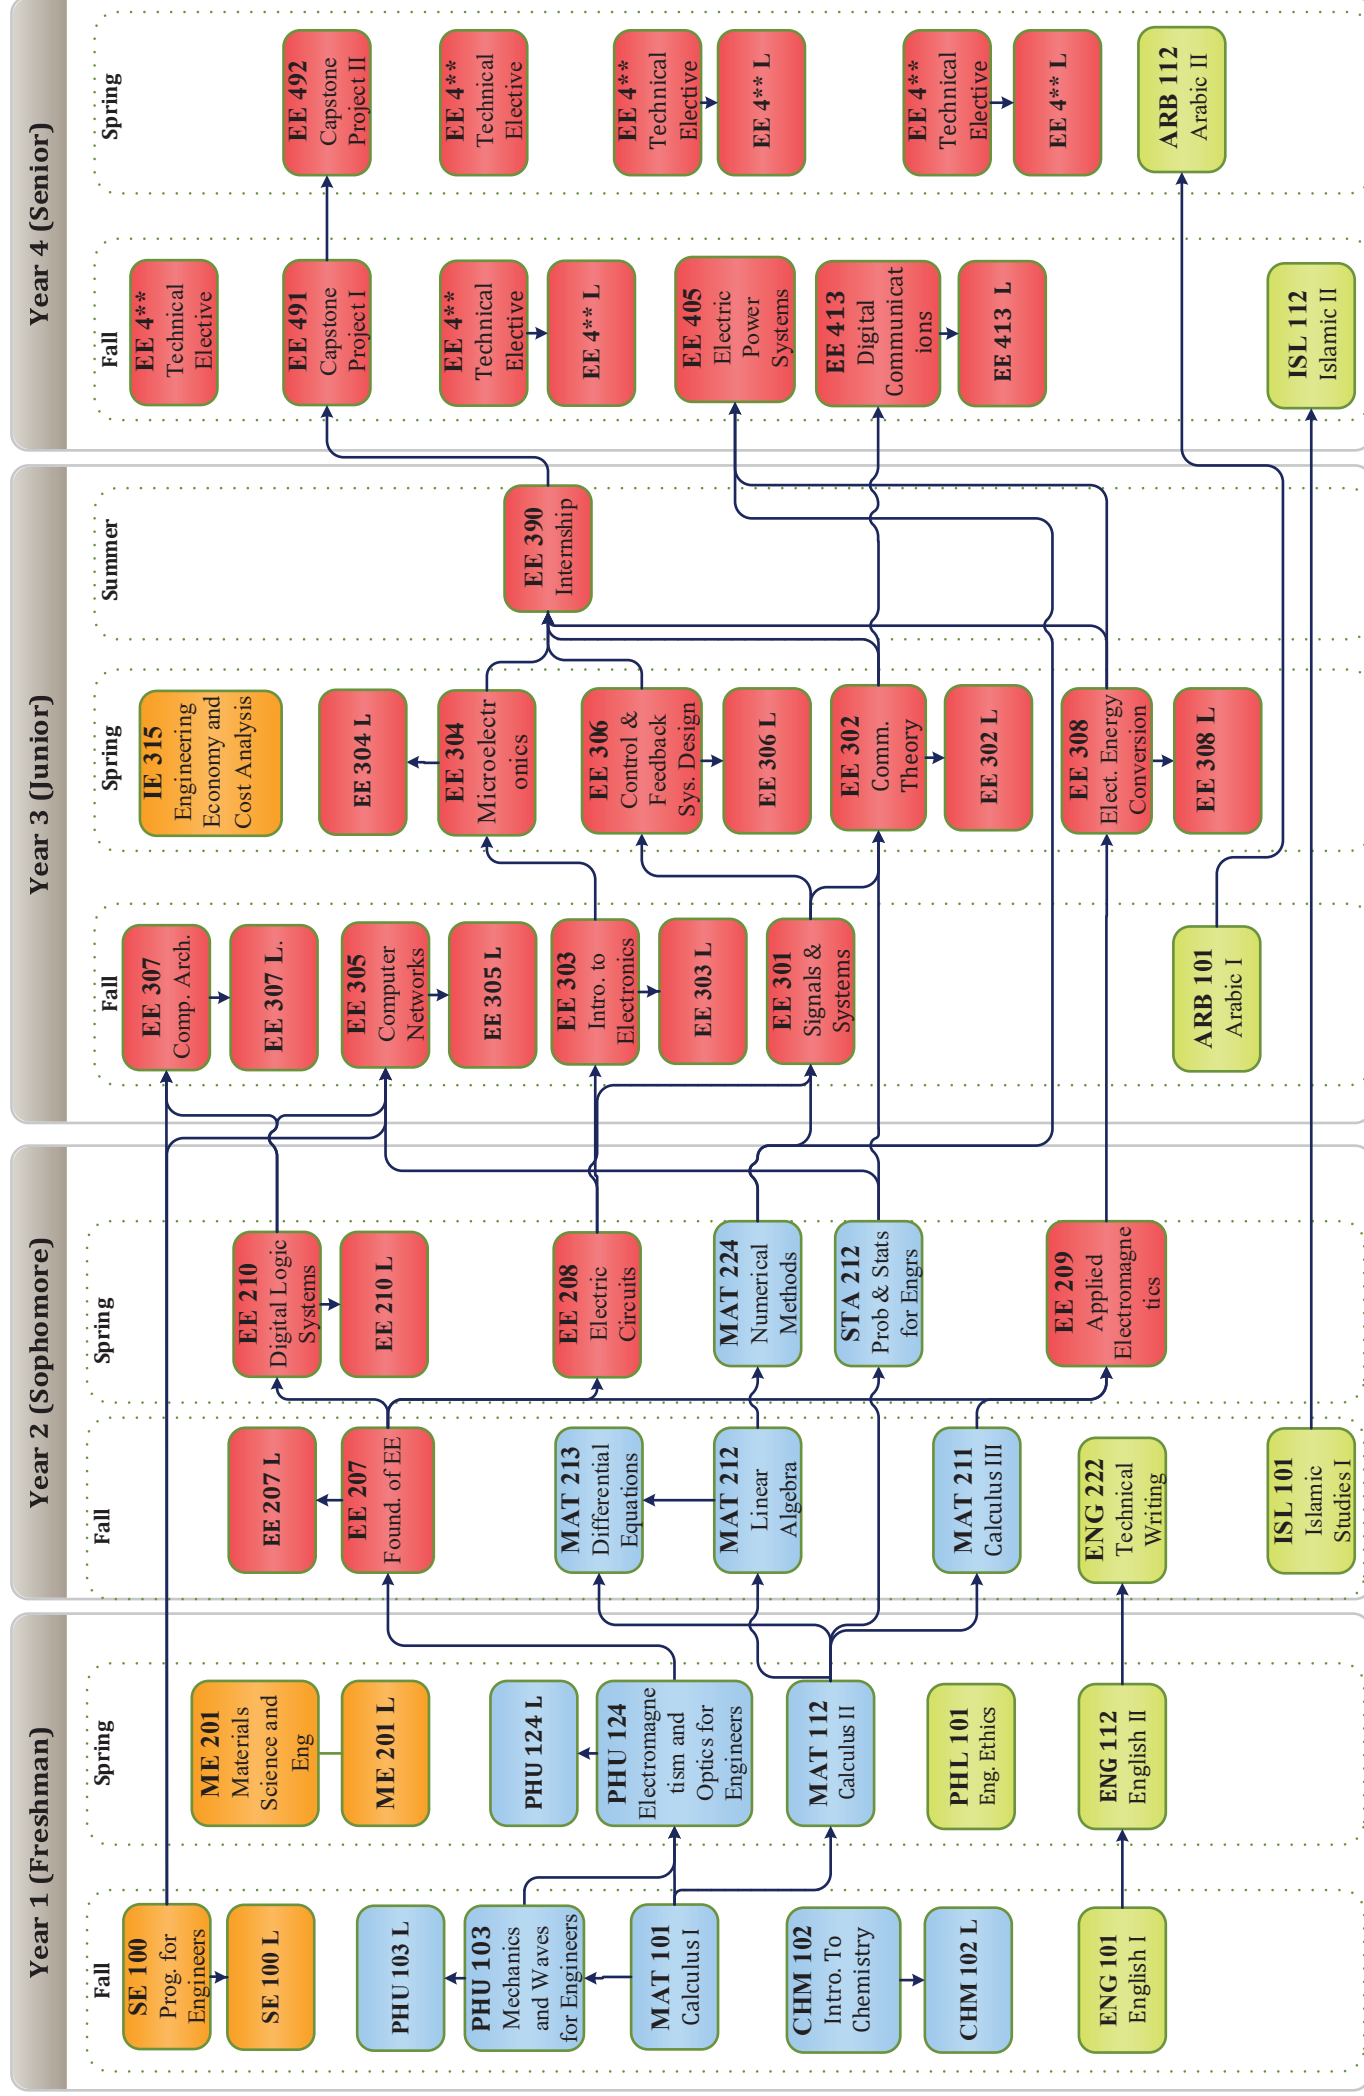 Year 1 (Freshman)
Fall
SE 100
Prog. for
Engineers
SE 100 L
PHU 103 L
PHU 103
Mechanics
and Waves
for Engineers
MAT 101
Calculus I
CHM 102
Intro. To
Chemistry
CHM 102 L
ENG 101
English I
Spring
ME 201
Materials
Science and
Eng
ME 201 L
PHU 124 L
PHU 124
Electromagne
tism and
Optics for
Engineers
MAT 112
Calculus II
PHL 101
Eng. Ethics
ENG 112
English II
Year 2 (Sophomore)
Fall
EE207 L
EE 207
Found. of EE
MAT 213
Differential
Equations
MAT 212
Linear
Algebra
MAT 211
Calculus III
ENG 222
Technical
Writing
ISL 101
Islamic
Studies I
Spring
EE 210
Digital Logic
Systems
EE 210 L
EE 208
Electric
Circuits
MAT 224
Numerical
Methods
STA 212
Prob & Stats
for Engrs
EE 209
Applied
Electromagne
tics
Year 3 (Junior)
Fall
EE 307
Comp. Arch.
EE 307 L.
EE 305
Computer
Networks
EE 305 L
EE 303
Intro. to
Electronics
EE 303 L
EE 301
Signals &
Systems
ARB 101
Arabic I
Spring
IE 315
Engineering
Economy and
Cost Analysis
EE 304 L
EE 304
Microelectr
onics
EE 306
Control &
Feedback
Sys. Design
EE 306 L
EE 302
Comm.
Theory
EE 302 L
EE 308
Elect. Energy
Conversion
EE 308 L
Summer
EE 390
Internship
Year 4 (Senior)
Fall
EE 4**
Technical
Elective
EE 491
Capstone
Project I
EE 4**
Technical
Elective
EE 4** L
EE 405
Electric
Power
Systems
EE 413
Digital
Communicat
ions
EE 413 L
ISL 112
Islamic II
Spring
EE 492
Capstone
Project II
EE 4**
Technical
Elective
EE 4**
Technical
Elective
EE 4** L
EE 4**
Technical
Elective
EE 4** L
ARB 112
Arabic II